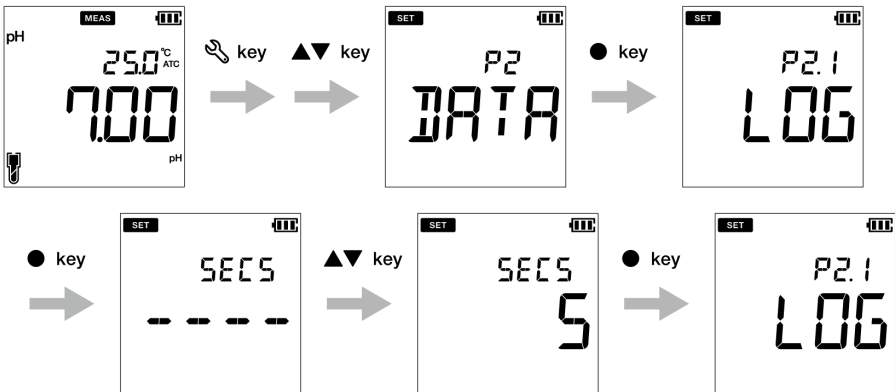 MEAS
pH
25.0 °C
ATC
7.00
pH
key
▲▼ key
SET
P2
DATA
● key
SET
P2.1
LOG
● key
SET
SECS
----
▲▼ key
SET
SECS
5
● key
SET
P2.1
LOG